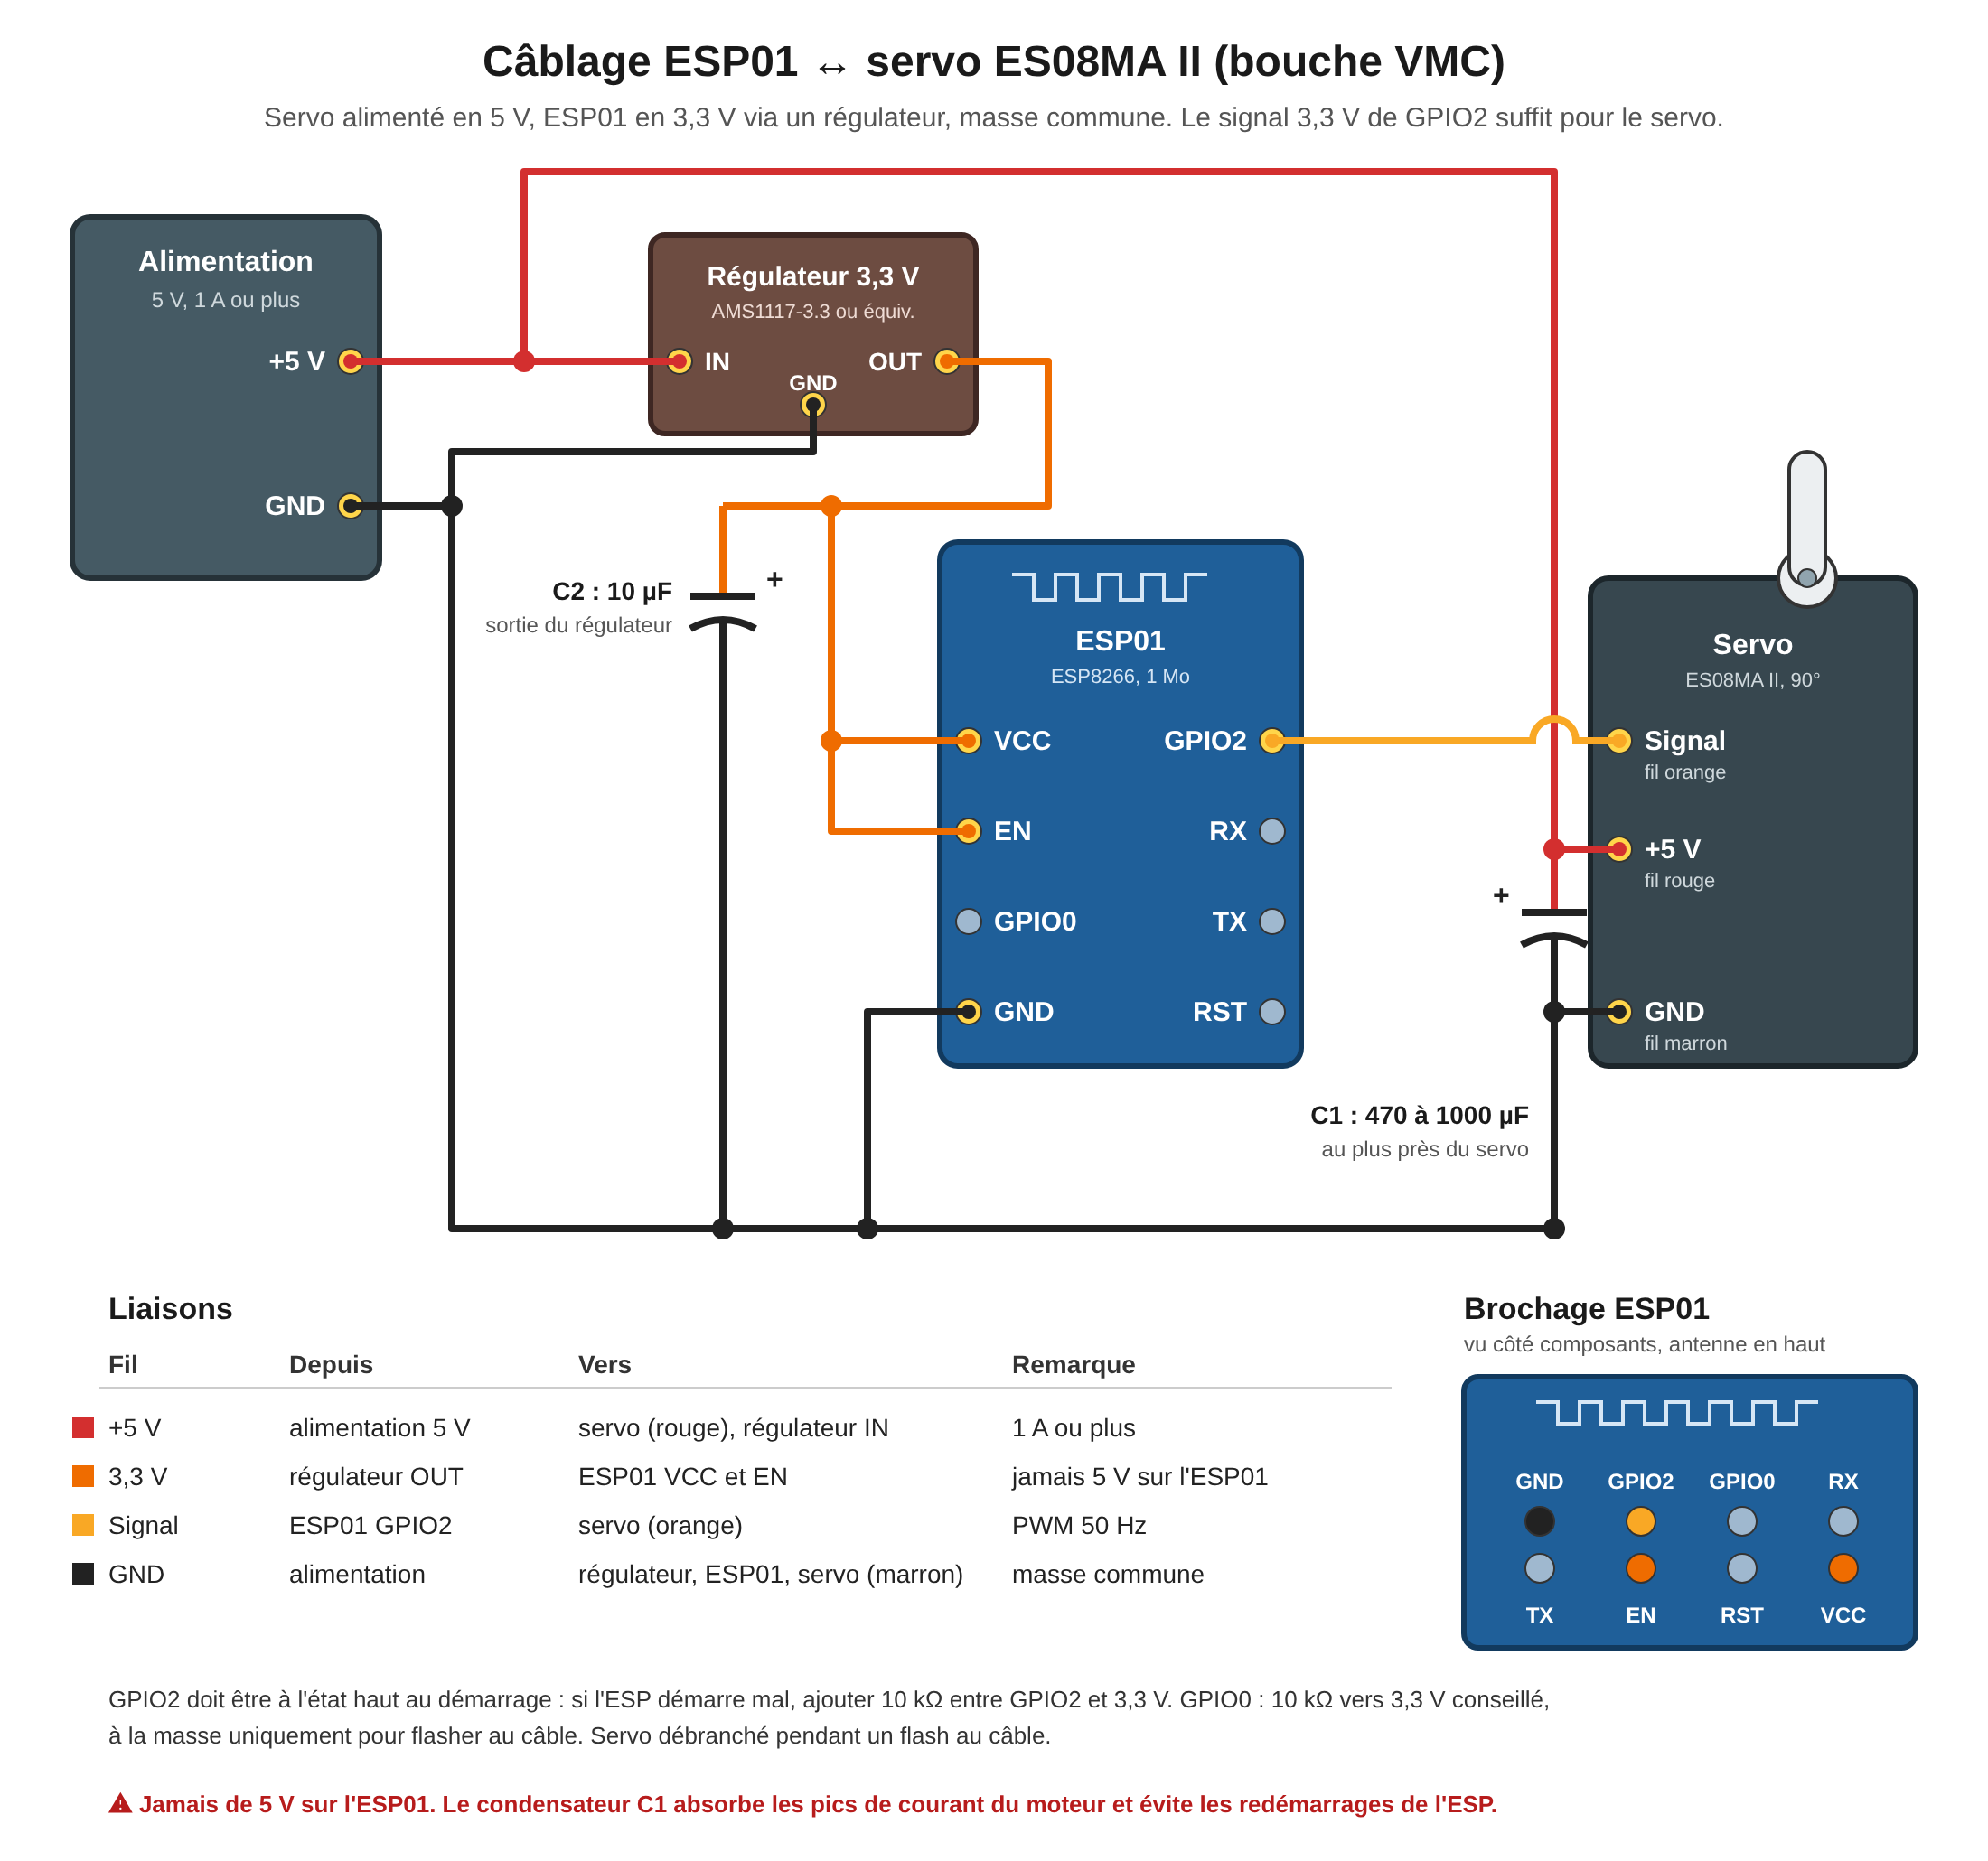 Câblage ESP01 ↔ servo ES08MA II (bouche VMC)
Servo alimenté en 5 V, ESP01 en 3,3 V via un régulateur, masse commune. Le signal 3,3 V de GPIO2 suffit pour le servo.
Alimentation
5 V, 1 A ou plus
+5 V
GND
Régulateur 3,3 V
AMS1117-3.3 ou équiv.
IN
OUT
GND
C2 : 10 µF
sortie du régulateur
+
ESP01
ESP8266, 1 Mo
VCC
GPIO2
EN
RX
GPIO0
TX
GND
RST
Servo
ES08MA II, 90°
Signal
fil orange
+5 V
fil rouge
+
GND
fil marron
C1 : 470 à 1000 µF
au plus près du servo
Liaisons
Fil Depuis Vers Remarque
+5 V alimentation 5 V servo (rouge), régulateur IN 1 A ou plus
3,3 V régulateur OUT ESP01 VCC et EN jamais 5 V sur l'ESP01
Signal ESP01 GPIO2 servo (orange) PWM 50 Hz
GND alimentation régulateur, ESP01, servo (marron) masse commune
Brochage ESP01
vu côté composants, antenne en haut
GND GPIO2 GPIO0 RX
TX EN RST VCC
GPIO2 doit être à l'état haut au démarrage : si l'ESP démarre mal, ajouter 10 kΩ entre GPIO2 et 3,3 V. GPIO0 : 10 kΩ vers 3,3 V conseillé,
à la masse uniquement pour flasher au câble. Servo débranché pendant un flash au câble.
⚠ Jamais de 5 V sur l'ESP01. Le condensateur C1 absorbe les pics de courant du moteur et évite les redémarrages de l'ESP.